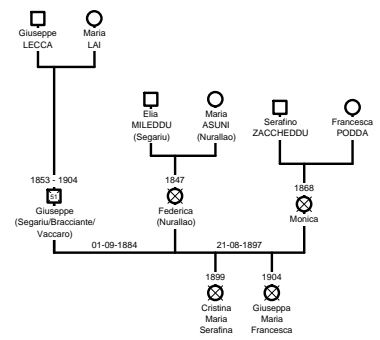 Giuseppe
LECCA
Maria
LAI
Elia
MILEDDU
(Segariu)
Maria
ASUNI
(Nurallao)
Serafino
ZACCHEDDU
Francesca
PODDA
1853 - 1904
51
Giuseppe
(Segariu/Bracciante/
Vaccaro)
1847
Federica
(Nurallao)
1868
Monica
01-09-1884
21-08-1897
1899
Cristina
Maria
Serafina
1904
Giuseppa
Maria
Francesca